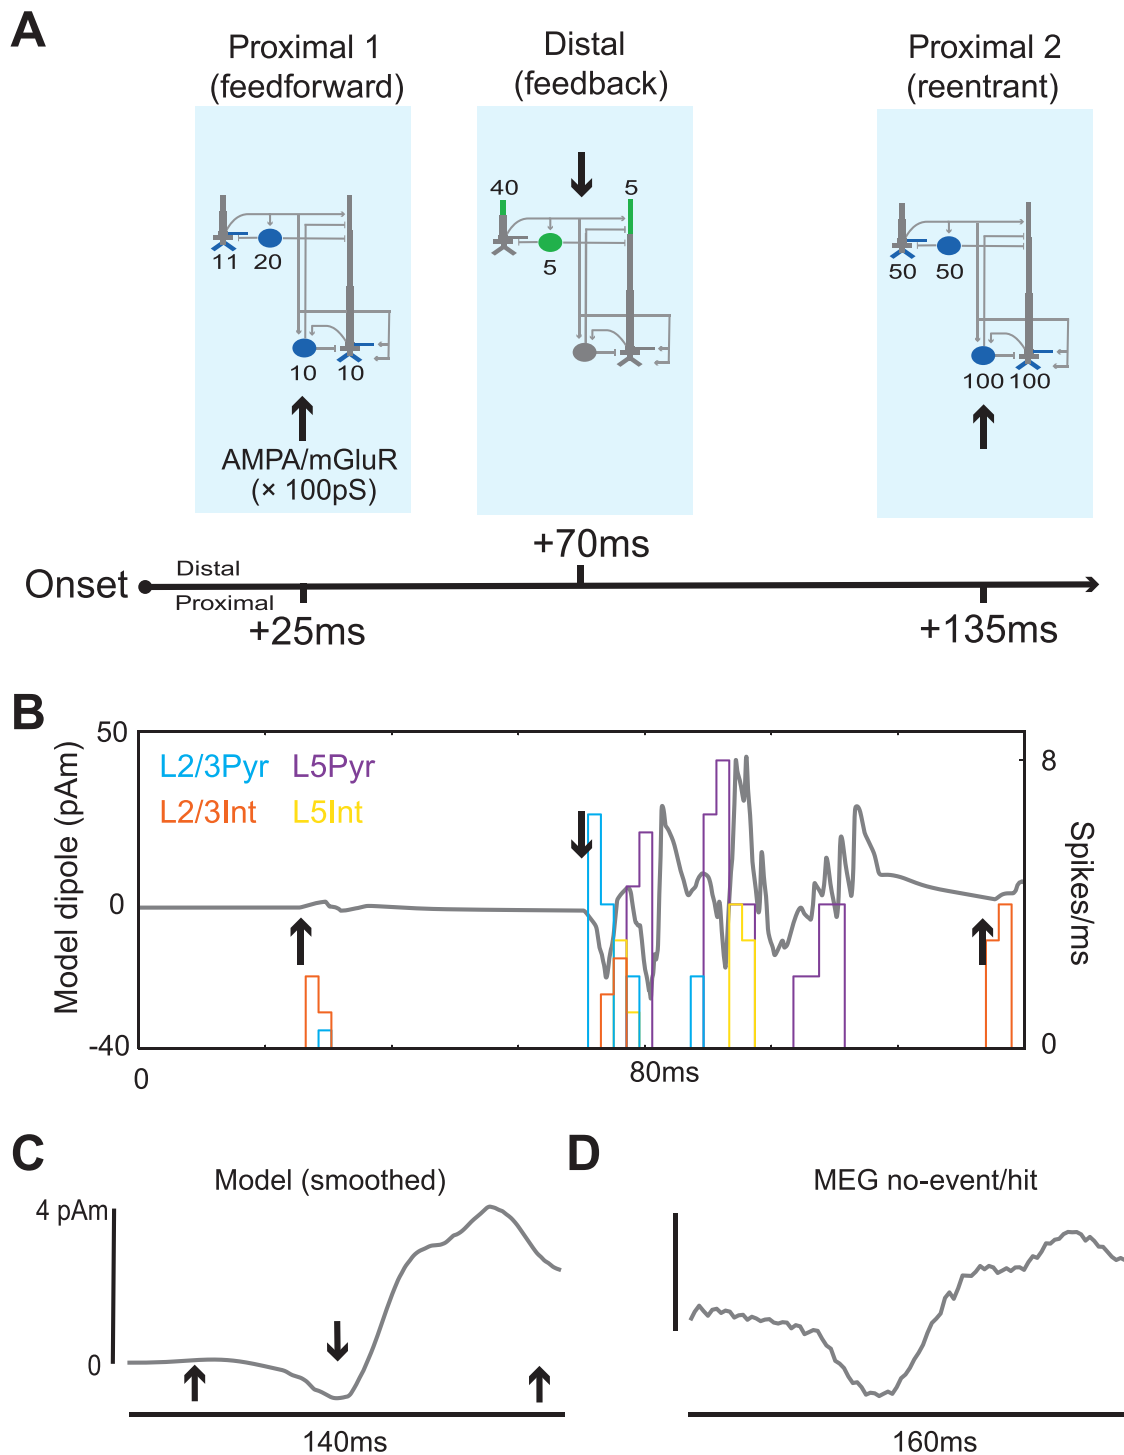 A
Proximal 1
(feedforward)
Distal
(feedback)
Proximal 2
(reentrant)
40
5
11
20
5
50
50
10
10
100
100
AMPA/mGluR
(× 100pS)
+70ms
Onset
Distal
Proximal
+25ms
+135ms
B
50
0
-40
Model dipole (pAm)
L2/3Pyr
L5Pyr
L2/3Int
L5Int
8
0
Spikes/ms
0
80ms
C
Model (smoothed)
4 pAm
0
140ms
D
MEG no-event/hit
160ms